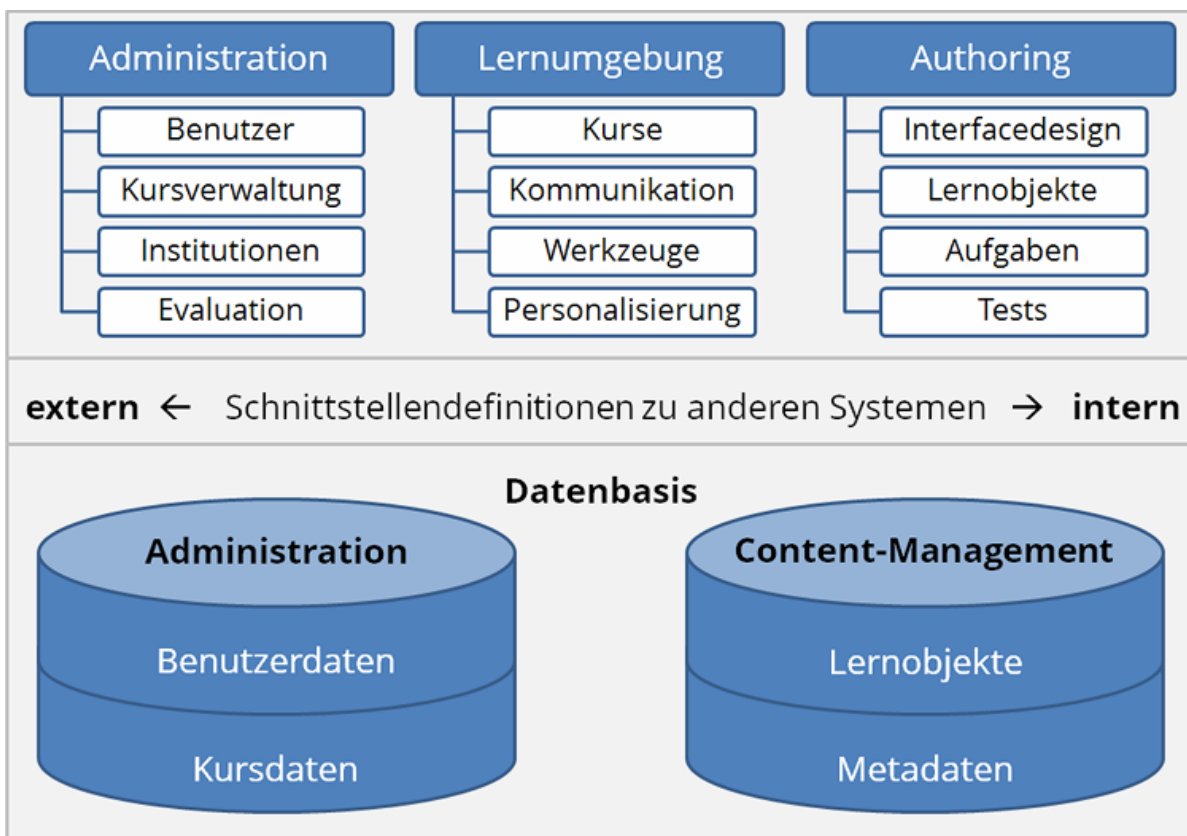 Administration
Benutzer
Kursverwaltung
Institutionen
Evaluation
Lernumgebung
Kurse
Kommunikation
Werkzeuge
Personalisierung
Authoring
Interfacedesign
Lernobjekte
Aufgaben
Tests
extern ← Schnittstellendefinitionen zu anderen Systemen → intern
Datenbasis
Administration
Benutzerdaten
Kursdaten
Content-Management
Lernobjekte
Metadaten